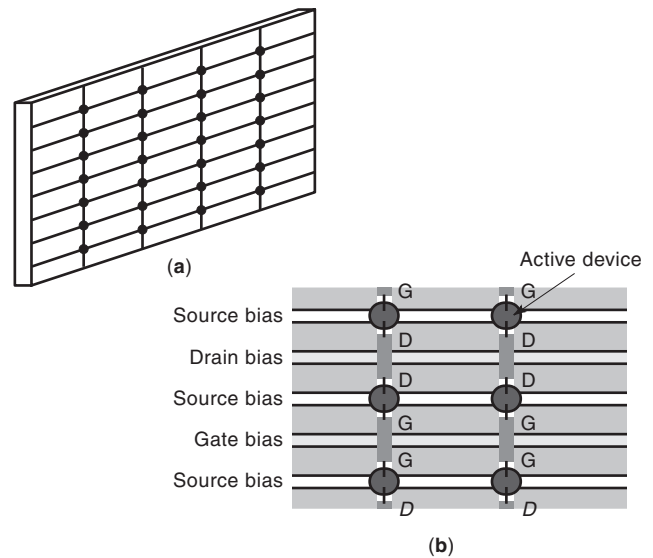 (a)
Active device
G G
Source bias
D D
Drain bias
D D
Source bias
G G
Gate bias
G G
Source bias
D D
(b)